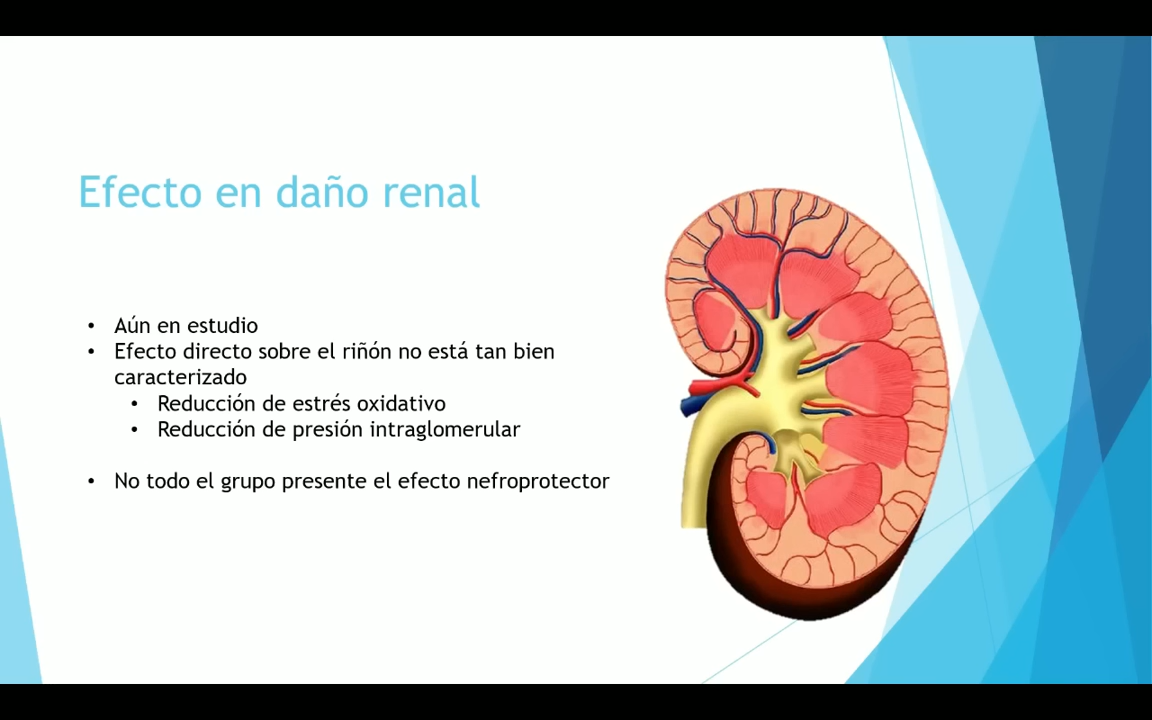 Efecto en daño renal
• Aún en estudio
• Efecto directo sobre el riñón no está tan bien
caracterizado
• Reducción de estrés oxidativo
• Reducción de presión intraglomerular
• No todo el grupo presente el efecto nefroprotector